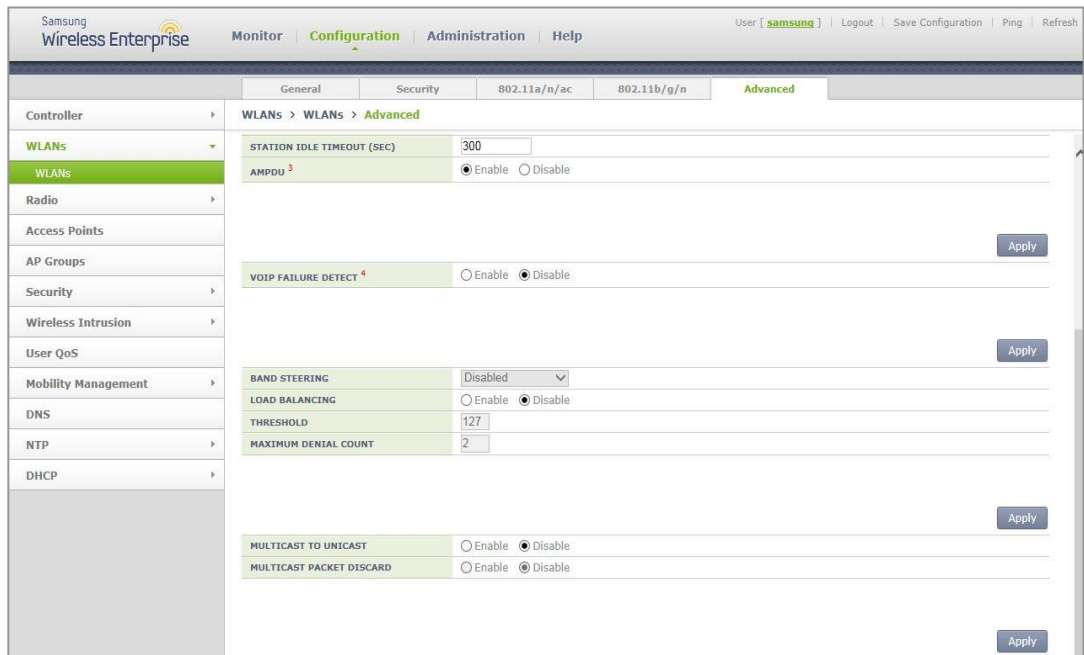 Samsung
Wireless Enterprise
Monitor | Configuration | Administration | Help
User [ samsung ] | Logout | Save Configuration | Ping | Refresh
General
Security
802.11a/n/ac
802.11b/g/n
Advanced
Controller
WLANs
WLANs
Radio
Access Points
AP Groups
Security
Wireless Intrusion
User QoS
Mobility Management
DNS
NTP
DHCP
WLANs > WLANs > Advanced
STATION IDLE TIMEOUT (SEC) 300
AMPDU 3 Enable Disable
Apply
VOIP FAILURE DETECT 4 Enable Disable
Apply
BAND STEERING Disabled
LOAD BALANCING Enable Disable
THRESHOLD 127
MAXIMUM DENIAL COUNT 2
Apply
MULTICAST TO UNICAST Enable Disable
MULTICAST PACKET DISCARD Enable Disable
Apply